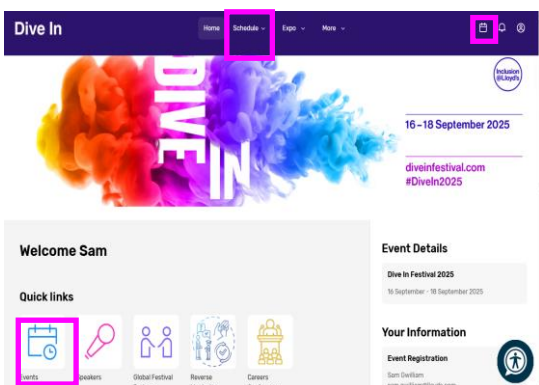 Dive In
Home Schedule Expo More
DIVE IN
Inclusion
@Lloyd's
16–18 September 2025
diveinfestival.com
#DiveIn2025
Welcome Sam
Quick links
Events Speakers Global Festival Reverse Careers
Event Details
Dive In Festival 2025
16 September - 18 September 2025
Your Information
Event Registration
Sam Gwilliam